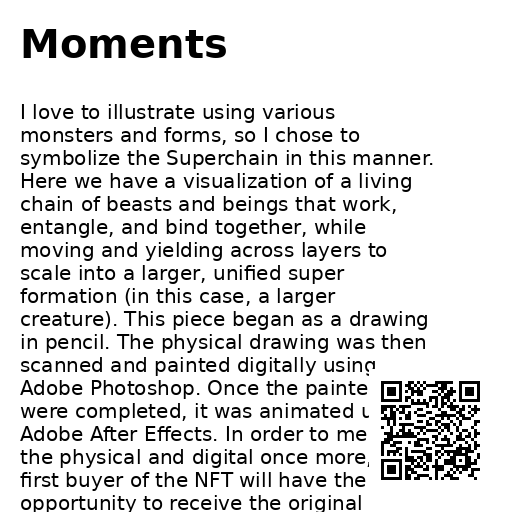 Moments
I love to illustrate using various
monsters and forms, so I chose to
symbolize the Superchain in this manner.
Here we have a visualization of a living
chain of beasts and beings that work,
entangle, and bind together, while
moving and yielding across layers to
scale into a larger, unified super
formation (in this case, a larger
creature). This piece began as a drawing
in pencil. The physical drawing was then
scanned and painted digitally using
Adobe Photoshop. Once the
were completed, it was animated
Adobe After Effects. In order to
the physical and digital once more,
first buyer of the NFT will have the
opportunity to receive the original